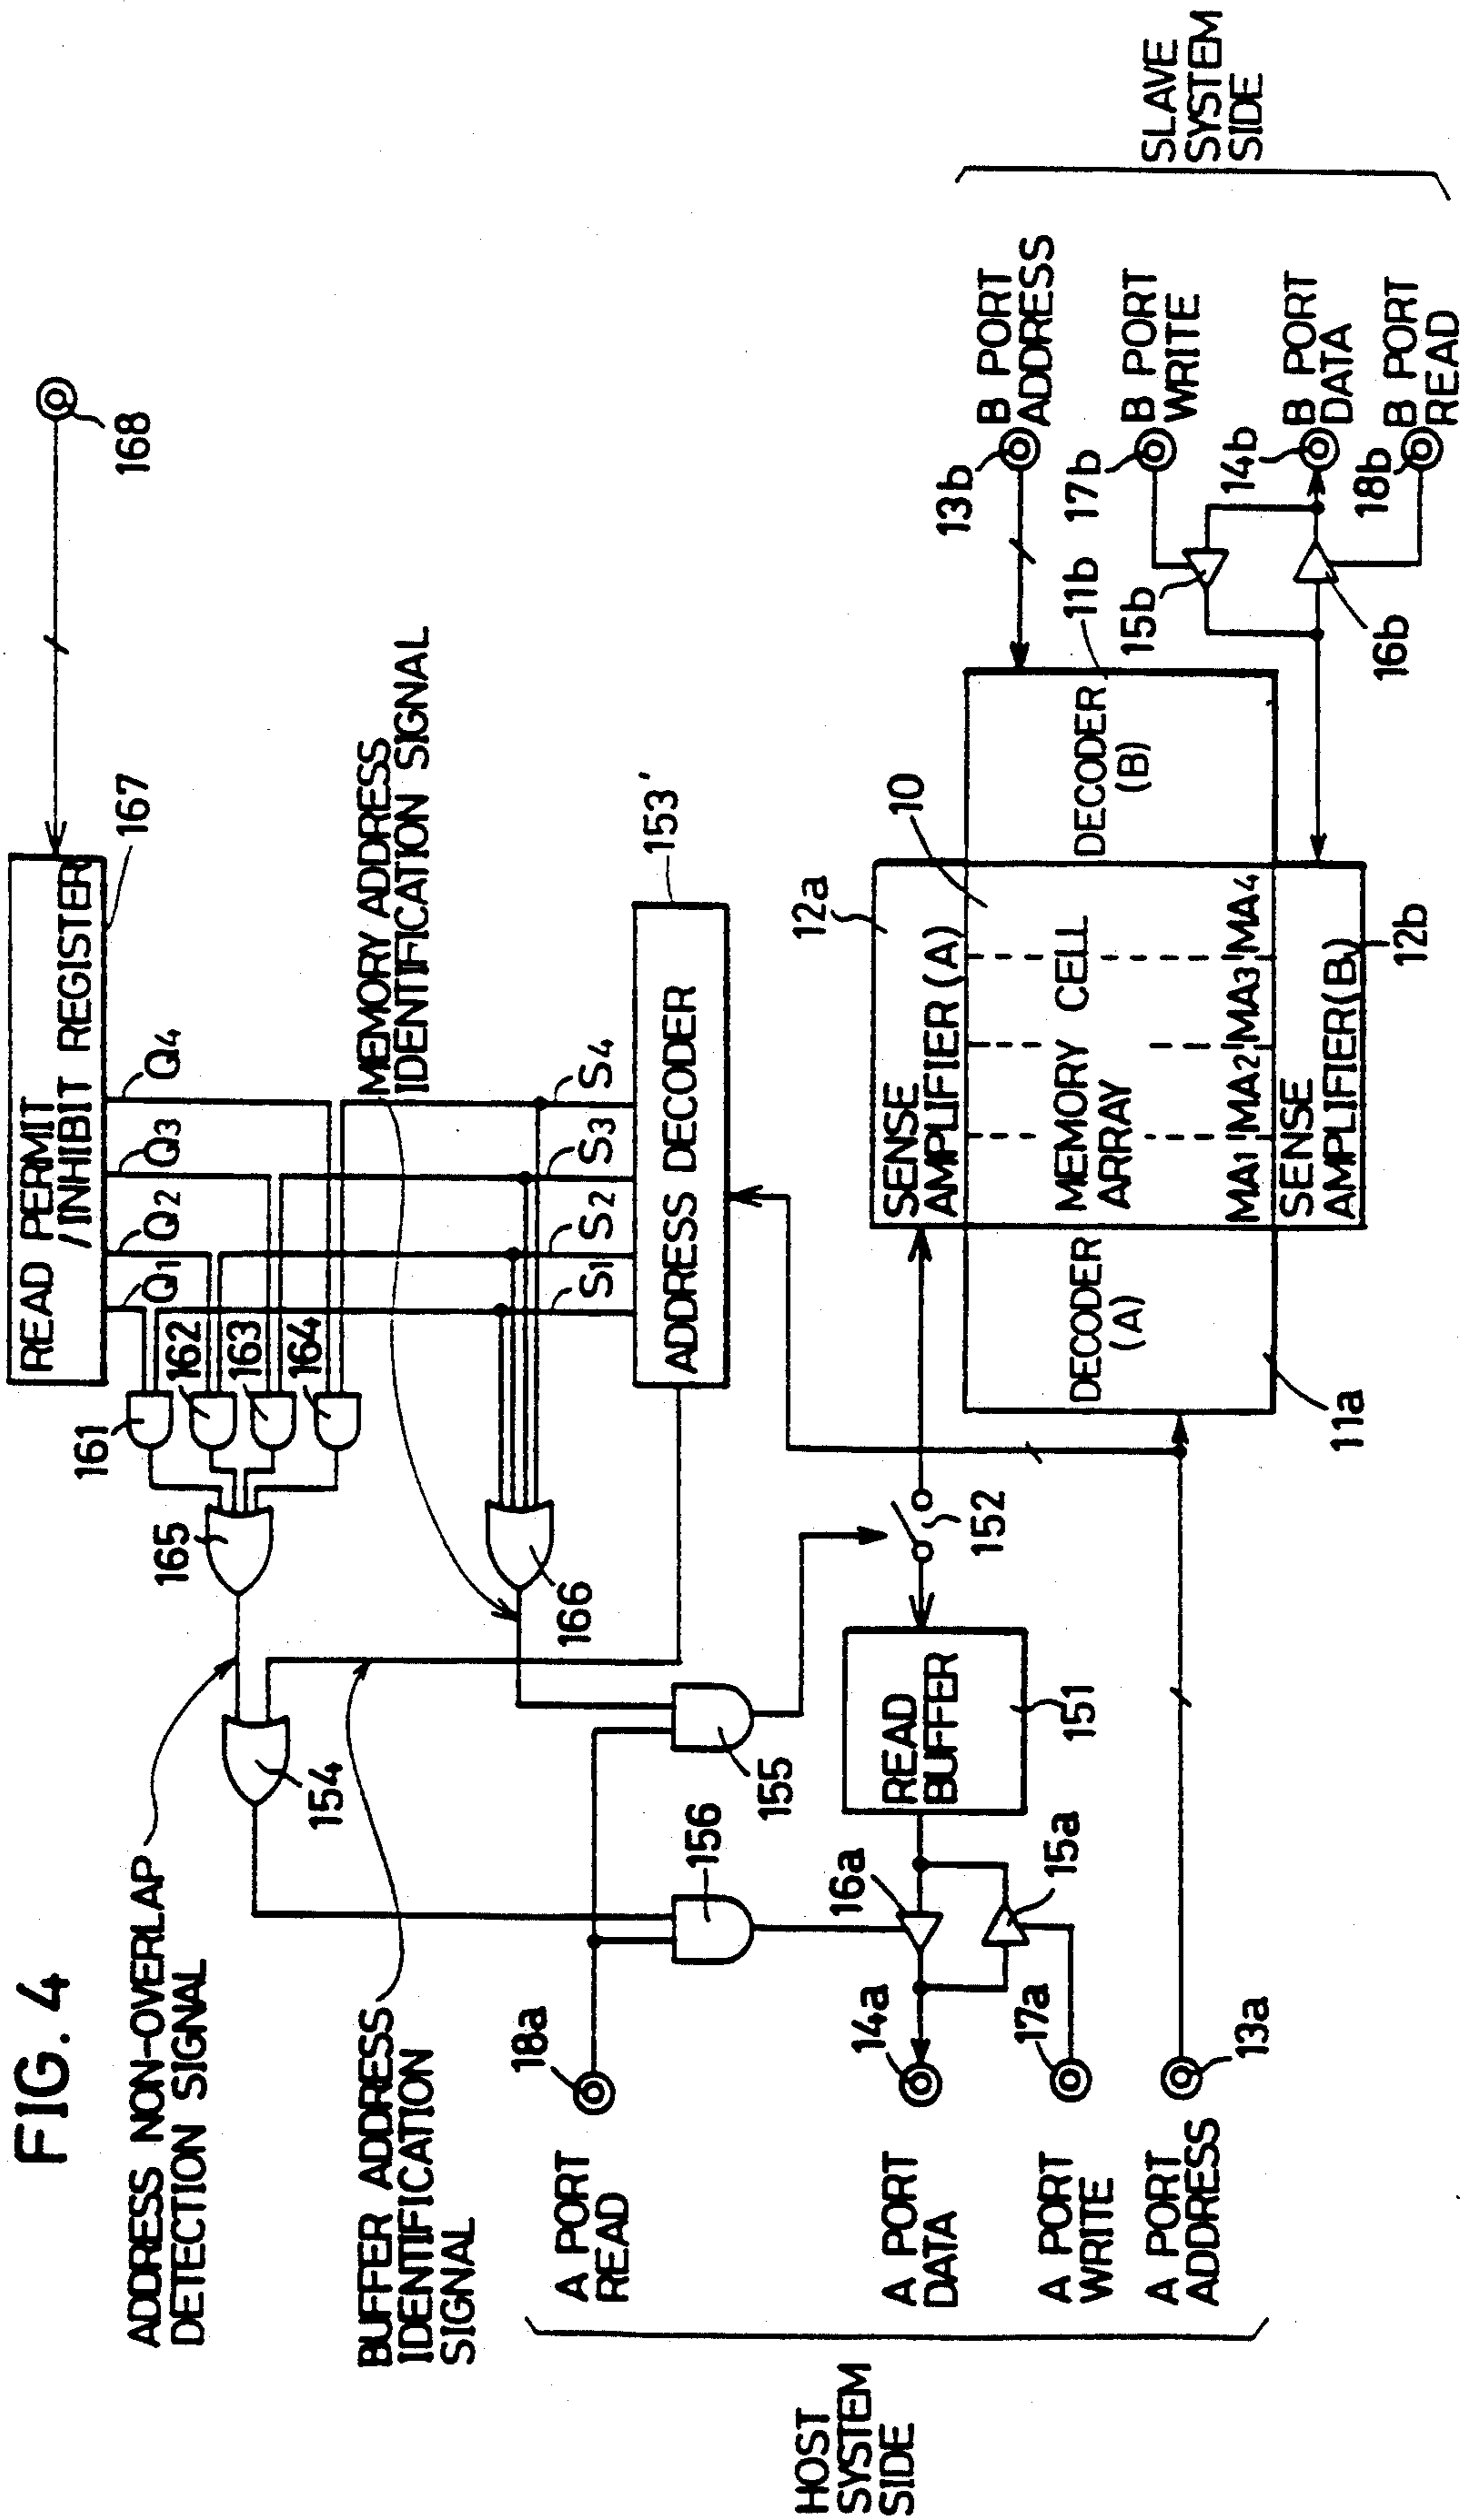 FIG. 4
ADDRESS NON-OVERLAP
DETECTION SIGNAL
BUFFER ADDRESS
IDENTIFICATION
SIGNAL
READ PERMIT
/INHIBIT REGISTER
167
168
Q1
Q2
Q3
Q4
161
162
163
164
165
166
154
MEMORY ADDRESS
IDENTIFICATION SIGNAL
S1
S2
S3
S4
ADDRESS DECODER
153'
HOST
SYSTEM
SIDE
A PORT
READ
18a
156
155
A PORT
DATA
14a
16a
READ
BUFFER
151
152
A PORT
WRITE
17a
15a
A PORT
ADDRESS
13a
DECODER
(A)
11a
SENSE
AMPLIFIER (A)
12a
MEMORY CELL
ARRAY
10
MA1 MA2 MA3 MA4
SENSE
AMPLIFIER(B)
12b
DECODER
(B)
11b
13b
B PORT
ADDRESS
17b
B PORT
WRITE
15b
14b
B PORT
DATA
16b
18b
B PORT
READ
SLAVE
SYSTEM
SIDE